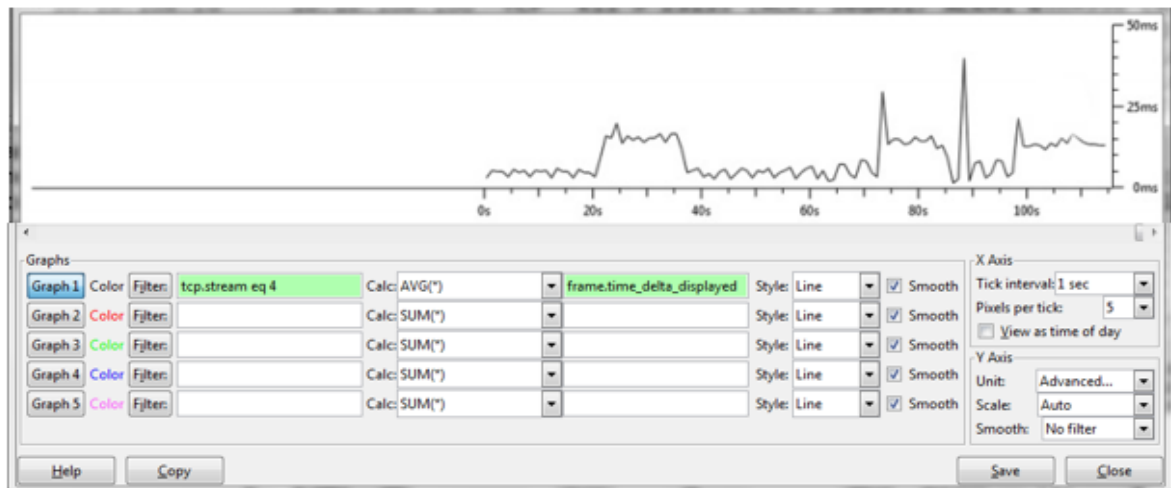 50ms
25ms
0ms
0s 20s 40s 60s 80s 100s
Graphs
Graph 1 Color Filter: tcp.stream eq 4 Calc: AVG(*) frame.time_delta_displayed Style: Line Smooth
Graph 2 Color Filter: Calc: SUM(*) Style: Line Smooth
Graph 3 Color Filter: Calc: SUM(*) Style: Line Smooth
Graph 4 Color Filter: Calc: SUM(*) Style: Line Smooth
Graph 5 Color Filter: Calc: SUM(*) Style: Line Smooth
X Axis
Tick interval: 1 sec
Pixels per tick: 5
View as time of day
Y Axis
Unit: Advanced...
Scale: Auto
Smooth: No filter
Help Copy Save Close